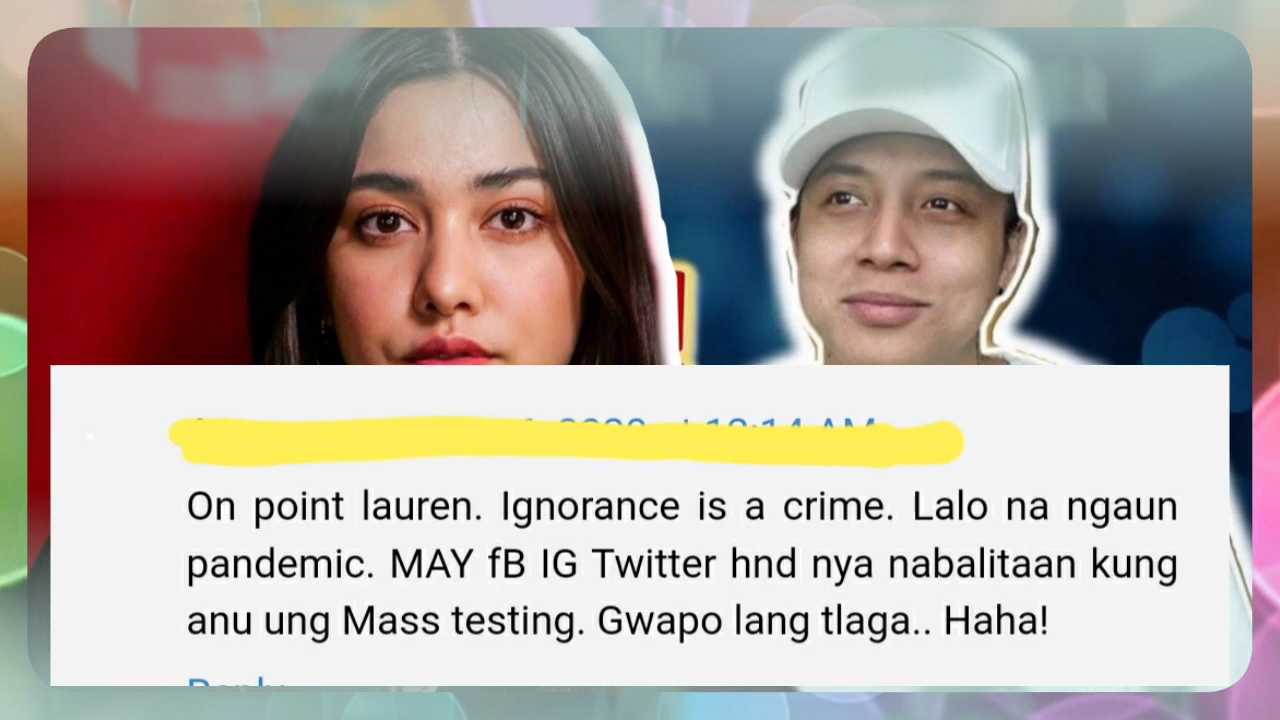 On point lauren. Ignorance is a crime. Lalo na ngaun
pandemic. MAY fB IG Twitter hnd nya nabalitaan kung
anu ung Mass testing. Gwapo lang tlaga.. Haha!